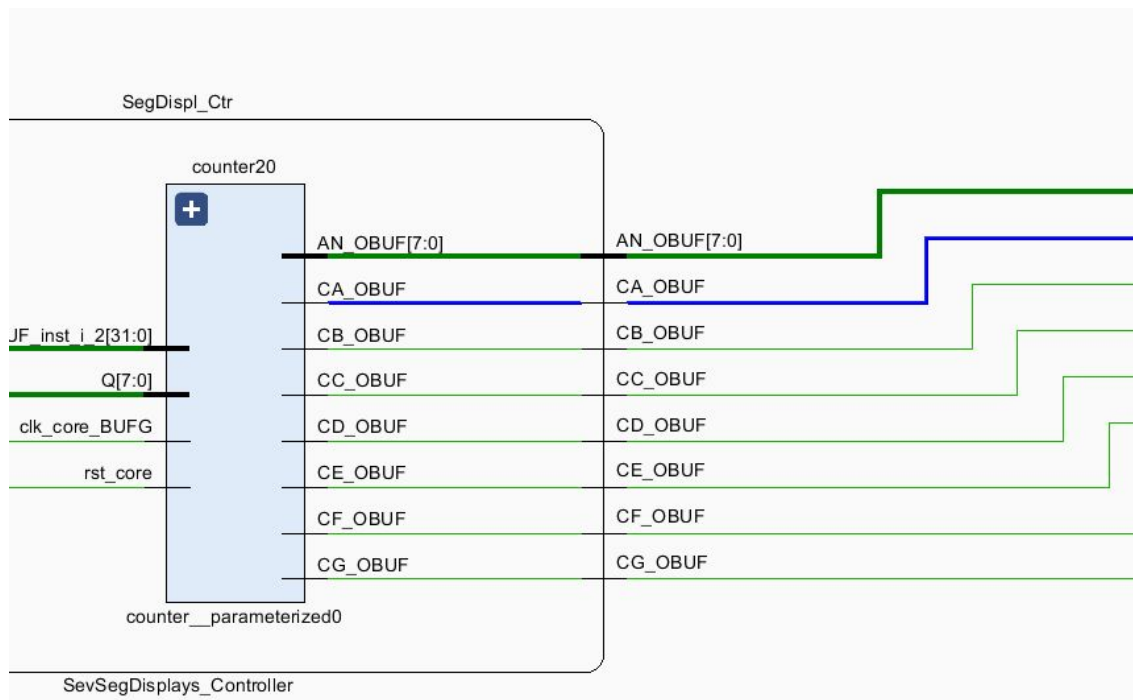 SegDispl_Ctr
counter20
+
AN_OBUF[7:0] AN_OBUF[7:0]
CA_OBUF CA_OBUF
UF_inst_i_2[31:0] CB_OBUF CB_OBUF
Q[7:0] CC_OBUF CC_OBUF
clk_core_BUFG CD_OBUF CD_OBUF
rst_core CE_OBUF CE_OBUF
CF_OBUF CF_OBUF
CG_OBUF CG_OBUF
counter__parameterized0
SevSegDisplays_Controller